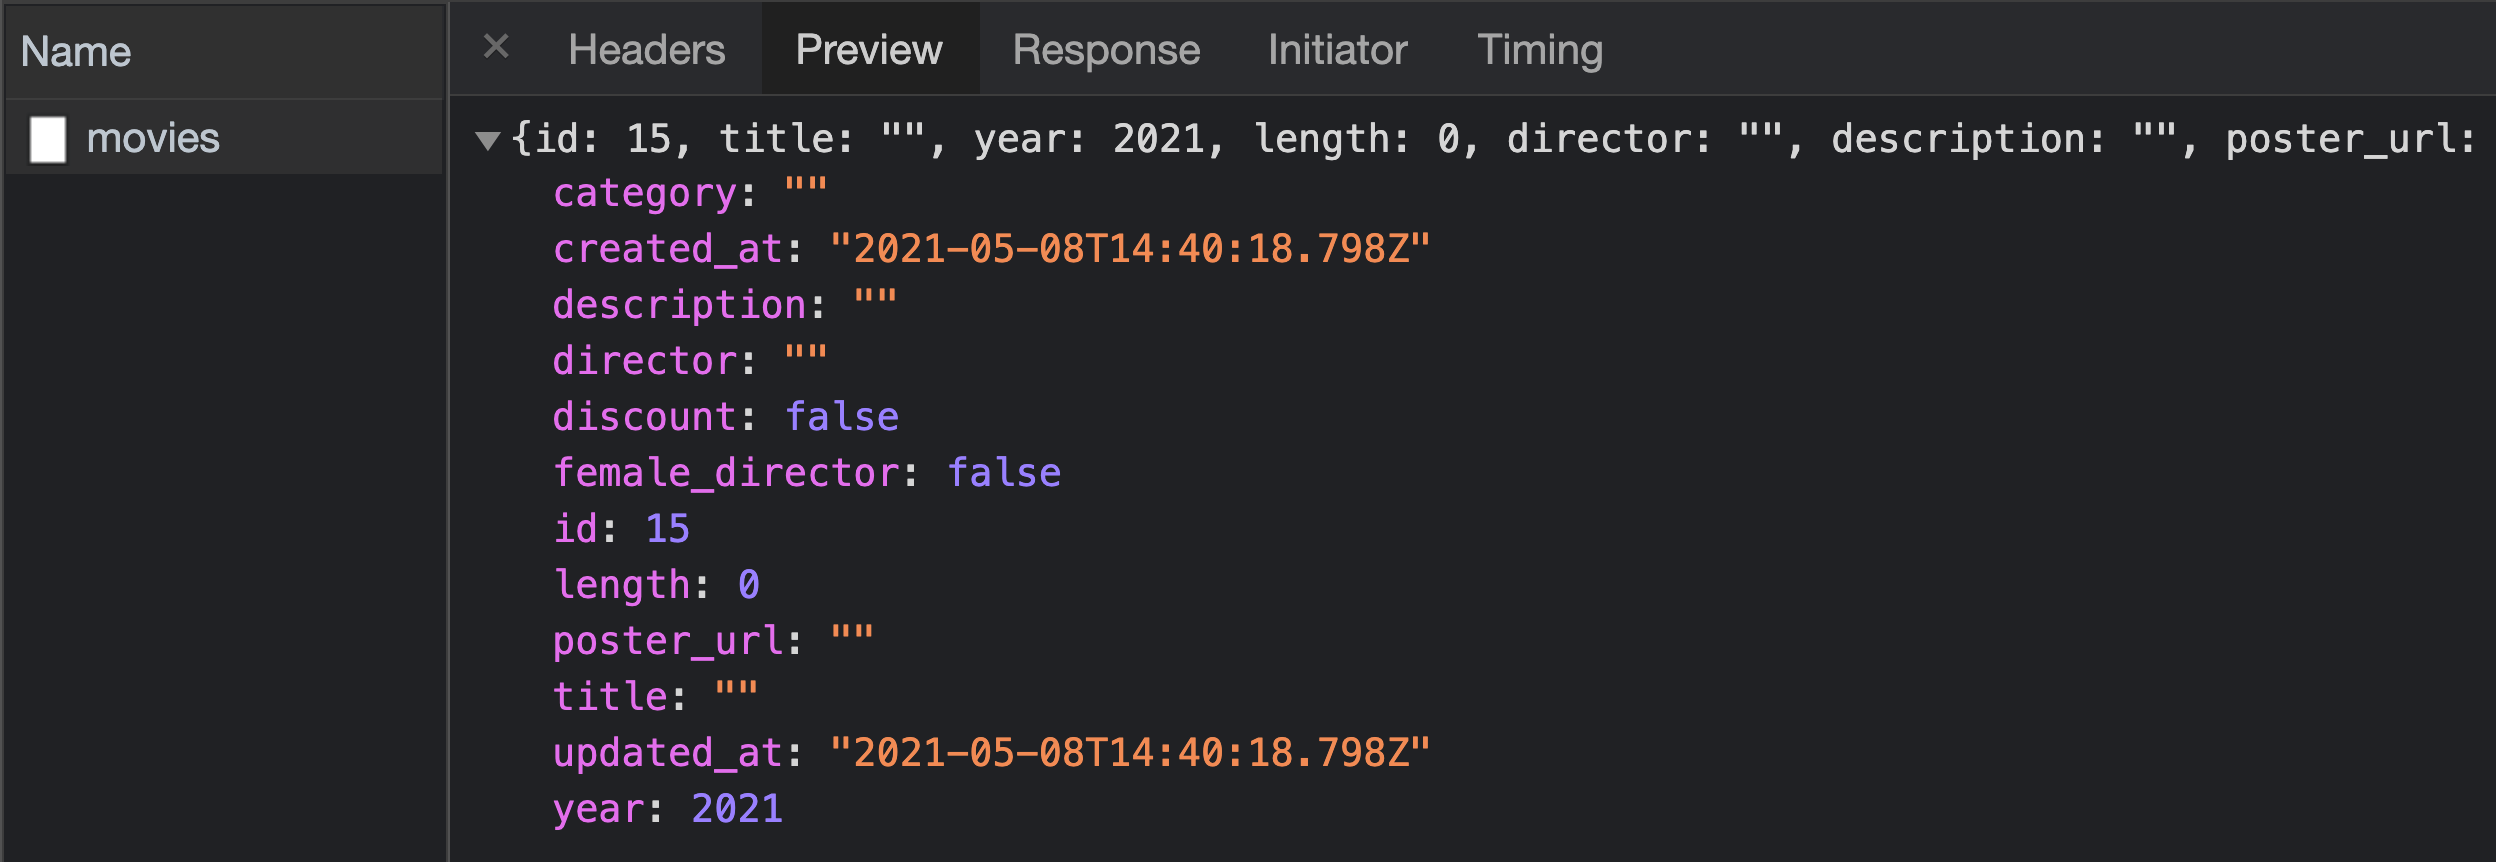 Name
Headers Preview Response Initiator Timing
movies
{id: 15, title: "", year: 2021, length: 0, director: "", description: "", poster_url:
category: ""
created_at: "2021-05-08T14:40:18.798Z"
description: ""
director: ""
discount: false
female_director: false
id: 15
length: 0
poster_url: ""
title: ""
updated_at: "2021-05-08T14:40:18.798Z"
year: 2021